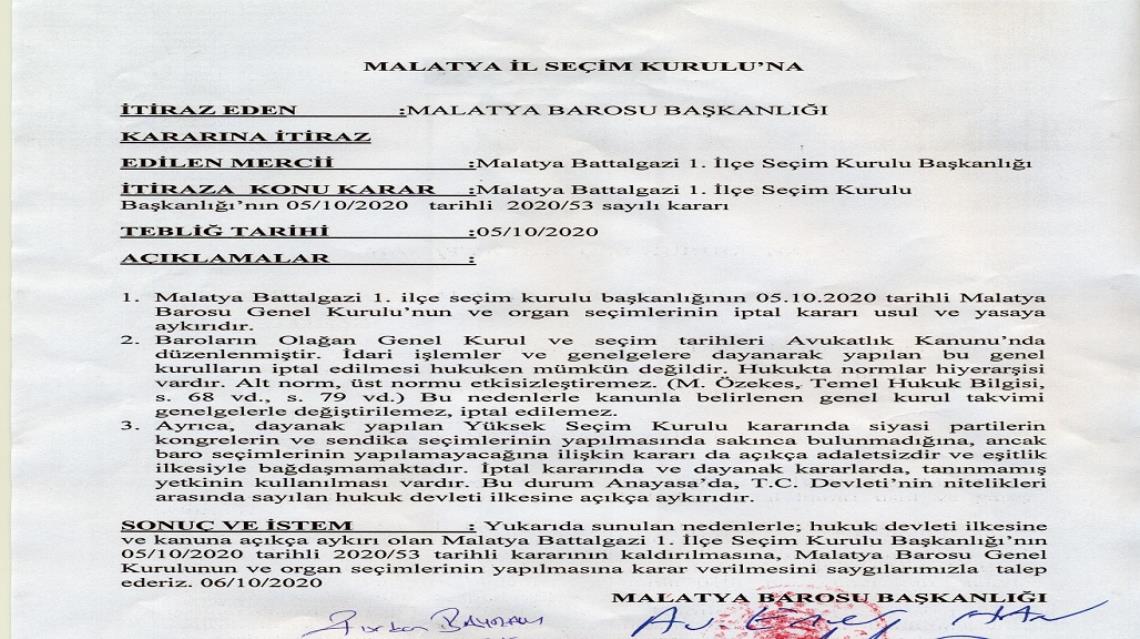 MALATYA İL SEÇİM KURULU'NA
İTİRAZ EDEN :MALATYA BAROSU BAŞKANLIĞI
KARARINA İTİRAZ
EDİLEN MERCİİ :Malatya Battalgazi 1. İlçe Seçim Kurulu Başkanlığı
İTİRAZA KONU KARAR :Malatya Battalgazi 1. İlçe Seçim Kurulu
Başkanlığı'nın 05/10/2020 tarihli 2020/53 sayılı kararı
TEBLİĞ TARİHİ :05/10/2020
AÇIKLAMALAR :
1. Malatya Battalgazi 1. ilçe seçim kurulu başkanlığının 05.10.2020 tarihli Malatya
Barosu Genel Kurulu'nun ve organ seçimlerinin iptal kararı usul ve yasaya
aykırıdır.
2. Baroların Olağan Genel Kurul ve seçim tarihleri Avukatlık Kanunu'nda
düzenlenmiştir. İdari işlemler ve genelgelere dayanarak yapılan bu genel
kurulların iptal edilmesi hukuken mümkün değildir. Hukukta normlar hiyerarşisi
vardır. Alt norm, üst normu etkisizleştiremez. (M. Özekes, Temel Hukuk Bilgisi,
s. 68 vd., s. 79 vd.) Bu nedenlerle kanunla belirlenen genel kurul takvimi
genelgelerle değiştirilemez, iptal edilemez.
3. Ayrıca, dayanak yapılan Yüksek Seçim Kurulu kararında siyasi partilerin
kongrelerin ve sendika seçimlerinin yapılmasında sakınca bulunmadığına, ancak
baro seçimlerinin yapılamayacağına ilişkin kararı da açıkça adaletsizdir ve eşitlik
ilkesiyle bağdaşmamaktadır. İptal kararında ve dayanak kararlarda, tanınmamış
yetkinin kullanılması vardır. Bu durum Anayasa'da, T.C. Devleti'nin nitelikleri
arasında sayılan hukuk devleti ilkesine açıkça aykırıdır.
SONUÇ VE İSTEM : Yukarıda sunulan nedenlerle; hukuk devleti ilkesine
ve kanuna açıkça aykırı olan Malatya Battalgazi 1. İlçe Seçim Kurulu Başkanlığı'nın
05/10/2020 tarihli 2020/53 tarihli kararının kaldırılmasına, Malatya Barosu Genel
Kurulunun ve organ seçimlerinin yapılmasına karar verilmesini saygılarımızla talep
ederiz. 06/10/2020
MALATYA BAROSU BAŞKANLIĞI
Av. Enver HAN